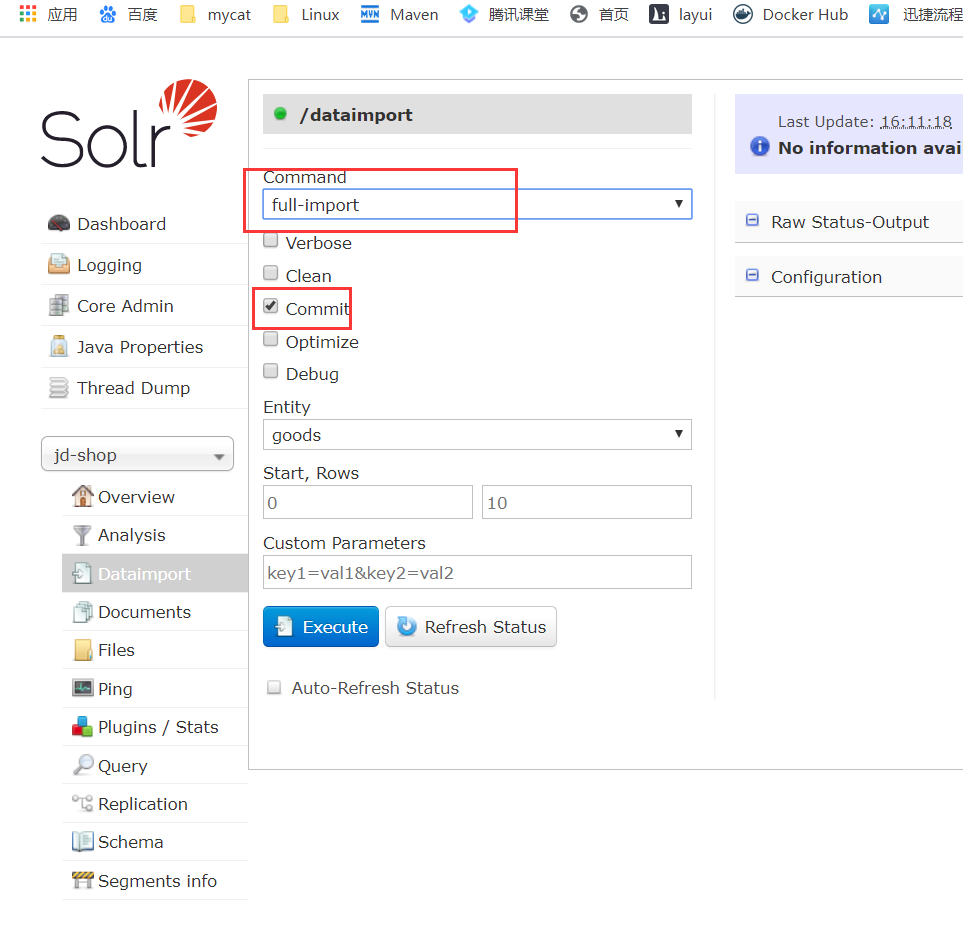 应用 百度 mycat Linux MVN Maven 腾讯课堂 首页 layui Docker Hub 迅捷流程
Solr
Dashboard
Logging
Core Admin
Java Properties
Thread Dump
jd-shop
Overview
Analysis
Dataimport
Documents
Files
Ping
Plugins / Stats
Query
Replication
Schema
Segments info
/dataimport
Command
full-import
Verbose
Clean
Commit
Optimize
Debug
Entity
goods
Start, Rows
0 10
Custom Parameters
key1=val1&key2=val2
Execute Refresh Status
Auto-Refresh Status
Last Update: 16:11:18
No information avai
Raw Status-Output
Configuration